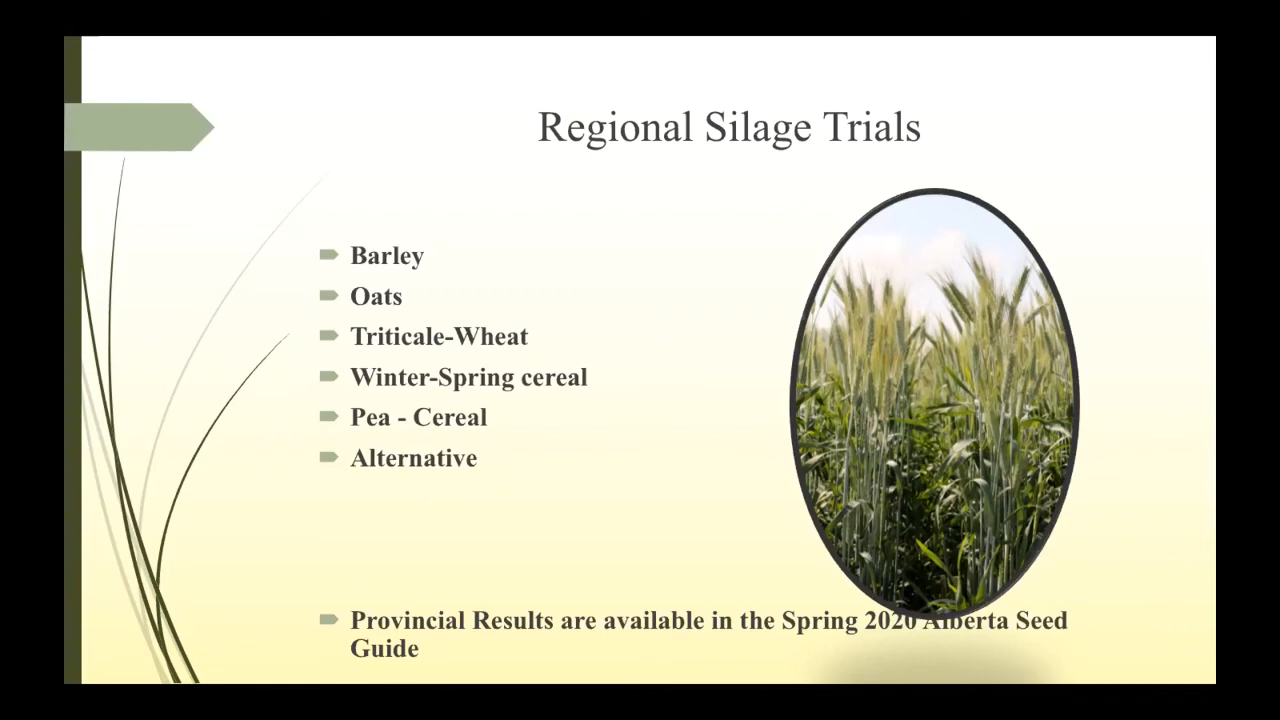 Regional Silage Trials
Barley
Oats
Triticale-Wheat
Winter-Spring cereal
Pea - Cereal
Alternative
Provincial Results are available in the Spring 2020 Alberta Seed
Guide